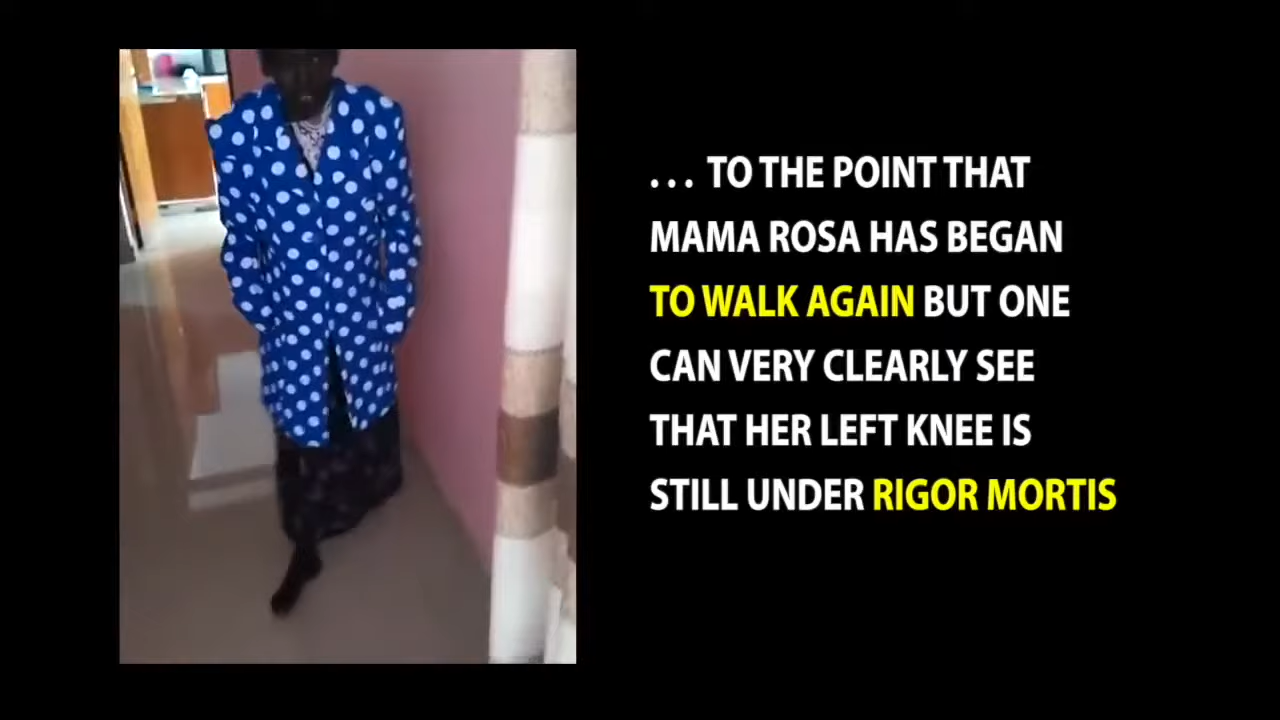 ... TO THE POINT THAT
MAMA ROSA HAS BEGAN
TO WALK AGAIN BUT ONE
CAN VERY CLEARLY SEE
THAT HER LEFT KNEE IS
STILL UNDER RIGOR MORTIS